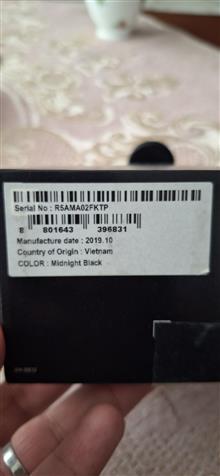 Serial No : R5AMA02FKTP
8 801643 396831
Manufacture date : 2019.10
Country of Origin : Vietnam
COLOR : Midnight Black